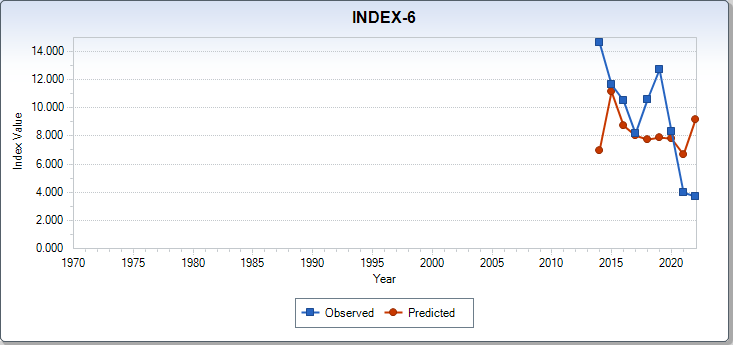 INDEX-6
14.000
12.000
10.000
8.000
6.000
4.000
2.000
0.000
Index Value
1970 1975 1980 1985 1990 1995 2000 2005 2010 2015 2020
Year
Observed Predicted